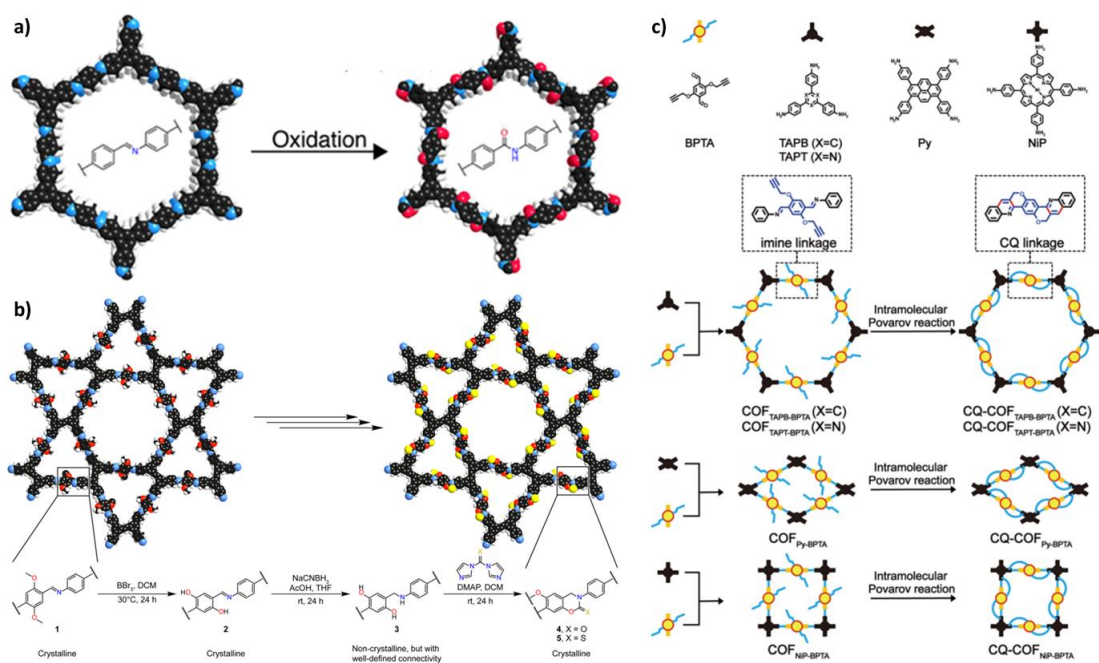 a)
Oxidation
N
O
N
H
b)
BBr3, DCM
30°C, 24 h
NaCNBH3
AcOH, THF
rt, 24 h
DMAP, DCM
rt, 24 h
1
2
3
4, X = O
5, X = S
Crystalline
Crystalline
Non-crystalline, but with
well-defined connectivity
Crystalline
c)
BPTA
TAPB (X=C)
TAPT (X=N)
Py
NiP
imine linkage
CQ linkage
Intramolecular
Povarov reaction
COFTAPB-BPTA (X=C)
COFTAPT-BPTA (X=N)
CQ-COFTAPB-BPTA (X=C)
CQ-COFTAPT-BPTA (X=N)
Intramolecular
Povarov reaction
COFPy-BPTA
CQ-COFPy-BPTA
Intramolecular
Povarov reaction
COFNiP-BPTA
CQ-COFNiP-BPTA